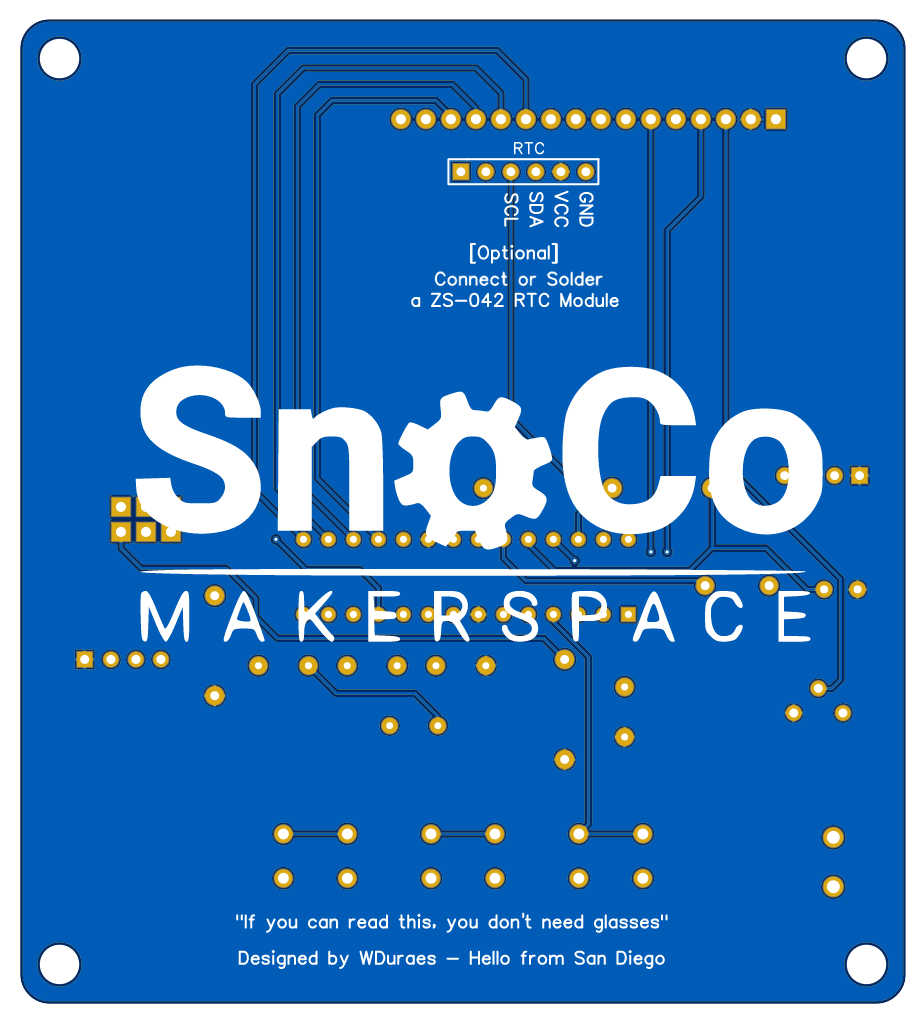 RTC
SCL
SDA
VCC
GND
[Optional]
Connect or Solder
a ZS-042 RTC Module
SnoCo
MAKERSPACE
"If you can read this, you don't need glasses"
Designed by WDuraes - Hello from San Diego